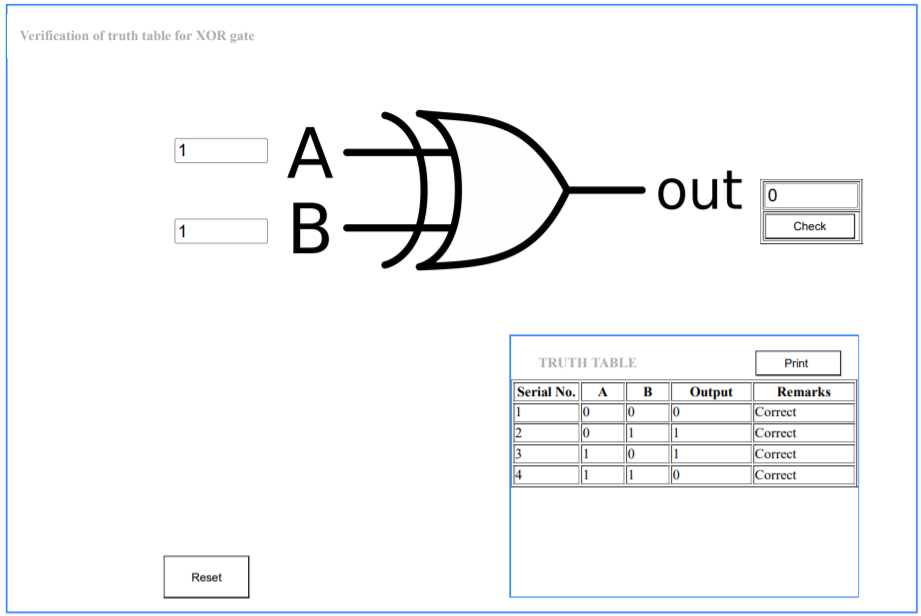 Verification of truth table for XOR gate
1
A
1
B
out
0
Check
TRUTH TABLE
Print
Serial No. A B Output Remarks
1 0 0 0 Correct
2 0 1 1 Correct
3 1 0 1 Correct
4 1 1 0 Correct
Reset